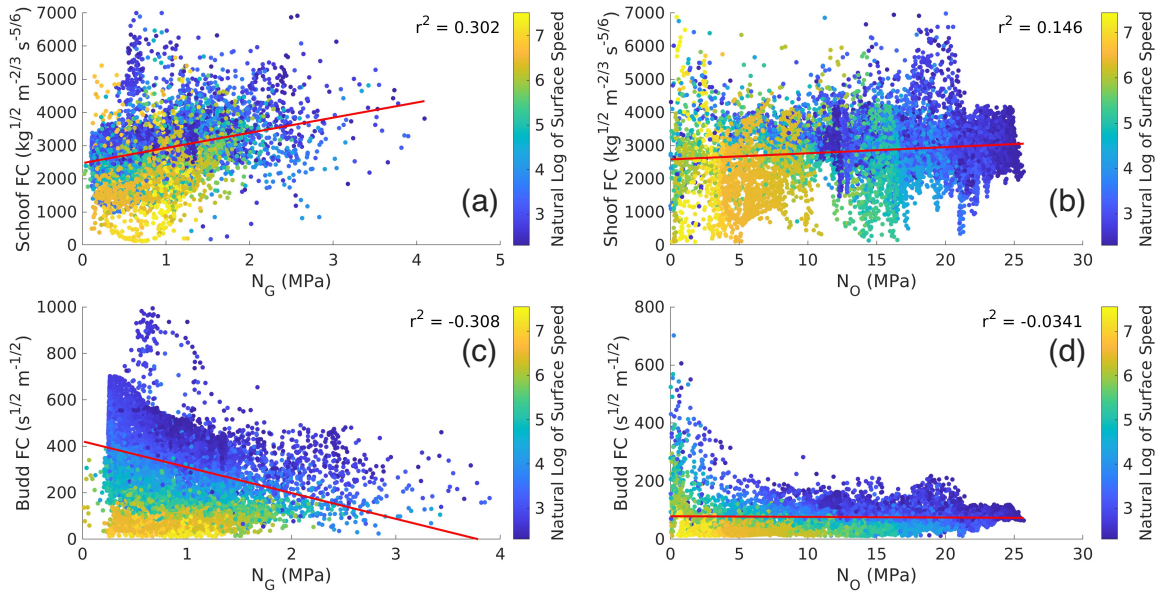 7000
6000
5000
4000
3000
2000
1000
0
Schoof FC (kg1/2 m-2/3 s-5/6)
r2 = 0.302
(a)
0 1 2 3 4 5
NG (MPa)
7
6
5
4
3
Natural Log of Surface Speed
7000
6000
5000
4000
3000
2000
1000
0
Shoof FC (kg1/2 m-2/3 s-5/6)
r2 = 0.146
(b)
0 5 10 15 20 25 30
NO (MPa)
7
6
5
4
3
Natural Log of Surface Speed
1000
800
600
400
200
0
Budd FC (s1/2 m-1/2)
r2 = -0.308
(c)
0 1 2 3 4
NG (MPa)
7
6
5
4
3
Natural Log of Surface Speed
800
600
400
200
0
Budd FC (s1/2 m-1/2)
r2 = -0.0341
(d)
0 5 10 15 20 25 30
NO (MPa)
7
6
5
4
3
Natural Log of Surface Speed